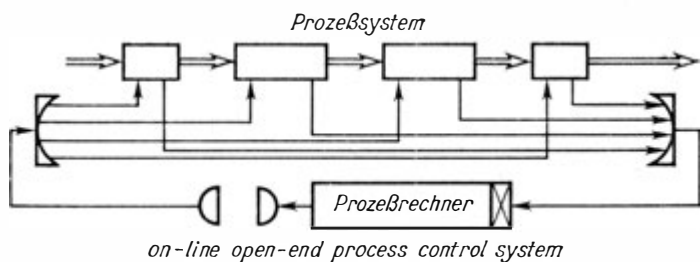 Prozeßsystem
Prozeßrechner
on-line open-end process control system